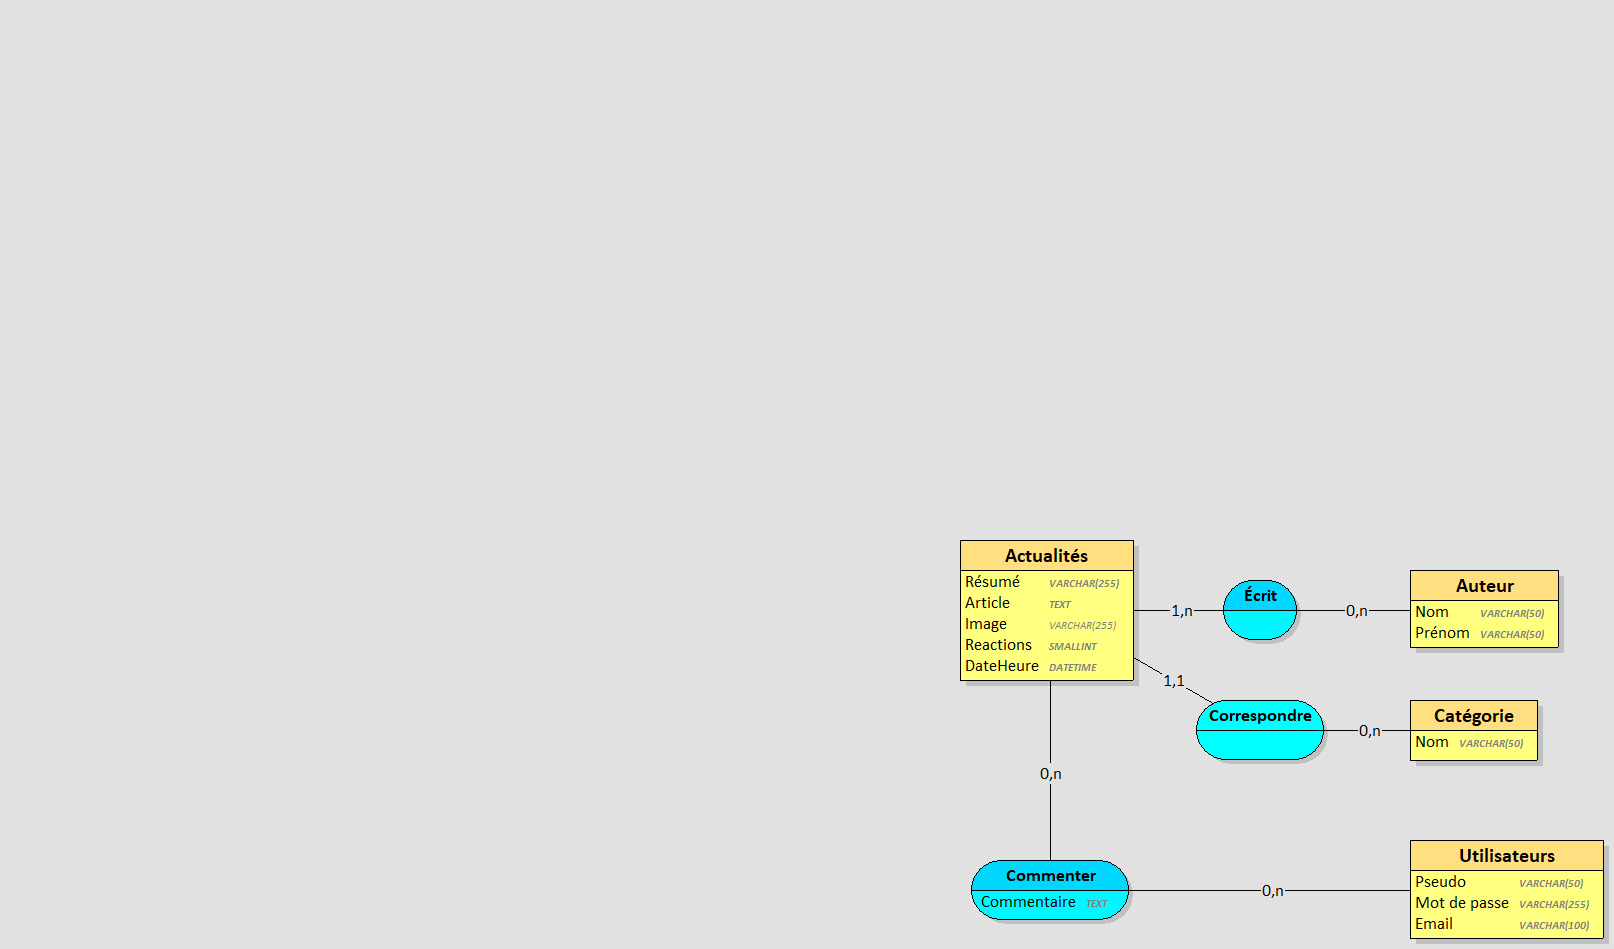 Actualités
Résumé VARCHAR(255)
Article TEXT
Image VARCHAR(255)
Reactions SMALLINT
DateHeure DATETIME
1,n
Écrit
0,n
Auteur
Nom VARCHAR(50)
Prénom VARCHAR(50)
1,1
Correspondre
0,n
Catégorie
Nom VARCHAR(50)
0,n
Commenter
Commentaire TEXT
0,n
Utilisateurs
Pseudo VARCHAR(50)
Mot de passe VARCHAR(255)
Email VARCHAR(100)